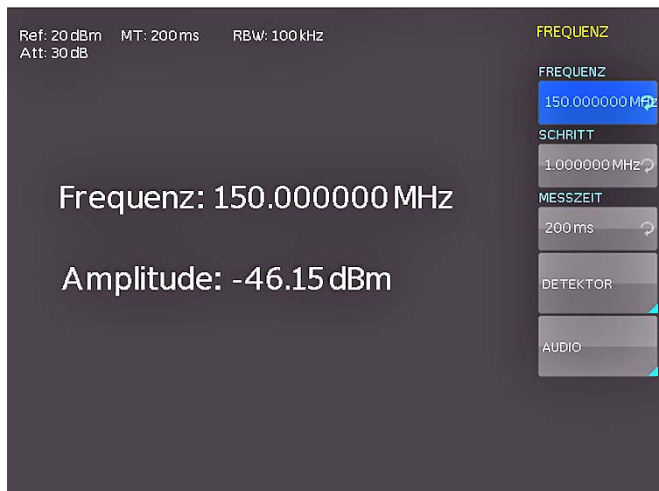 Ref: 20 dBm MT: 200 ms RBW: 100 kHz
Att: 30 dB
Frequenz: 150.000000 MHz
Amplitude: -46.15 dBm
FREQUENZ
FREQUENZ
150.000000 MHz
SCHRITT
1.000000 MHz
MESSZEIT
200 ms
DETEKTOR
AUDIO